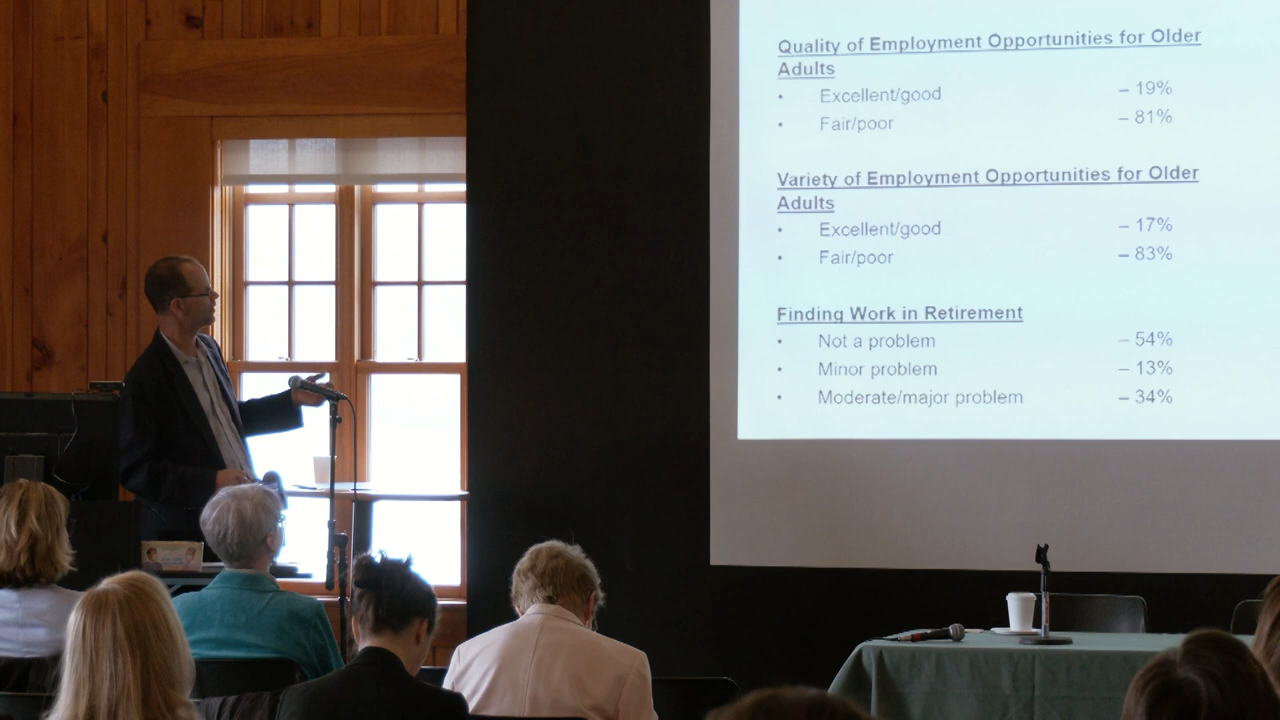 Quality of Employment Opportunities for Older
Adults
• Excellent/good – 19%
• Fair/poor – 81%
Variety of Employment Opportunities for Older
Adults
• Excellent/good – 17%
• Fair/poor – 83%
Finding Work in Retirement
• Not a problem – 54%
• Minor problem – 13%
• Moderate/major problem – 34%